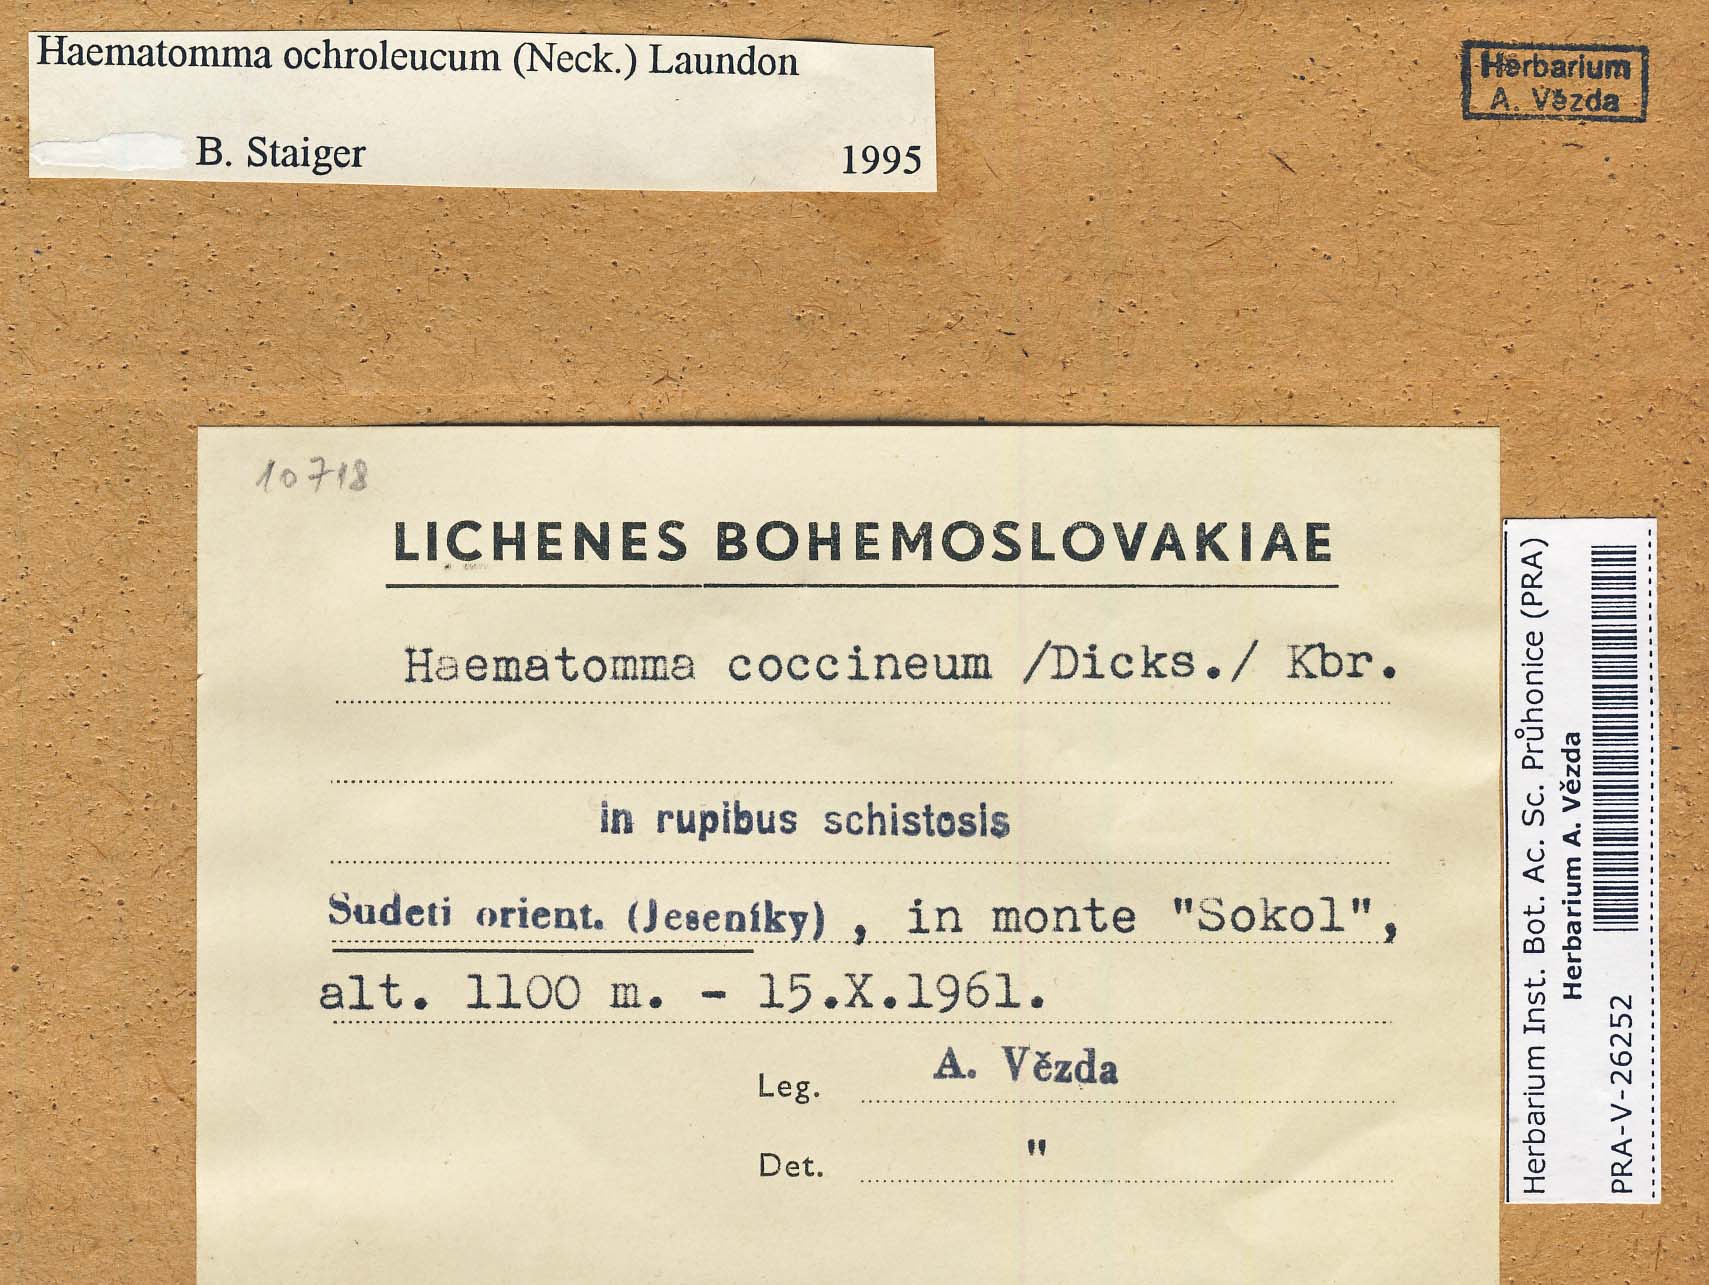 Haematomma ochroleucum (Neck.) Laundon
B. Staiger 1995
Herbarium
A. Vězda
10718
LICHENES BOHEMOSLOVAKIAE
Haematomma coccineum /Dicks./ Kbr.
in rupibus schistosis
Sudeti orient. (Jeseníky), in monte "Sokol",
alt. 1100 m. - 15.X.1961.
Leg. A. Vězda
Det. "
Herbarium Inst. Bot. Ac. Sc. Průhonice (PRA)
Herbarium A. Vězda
PRA-V-26252